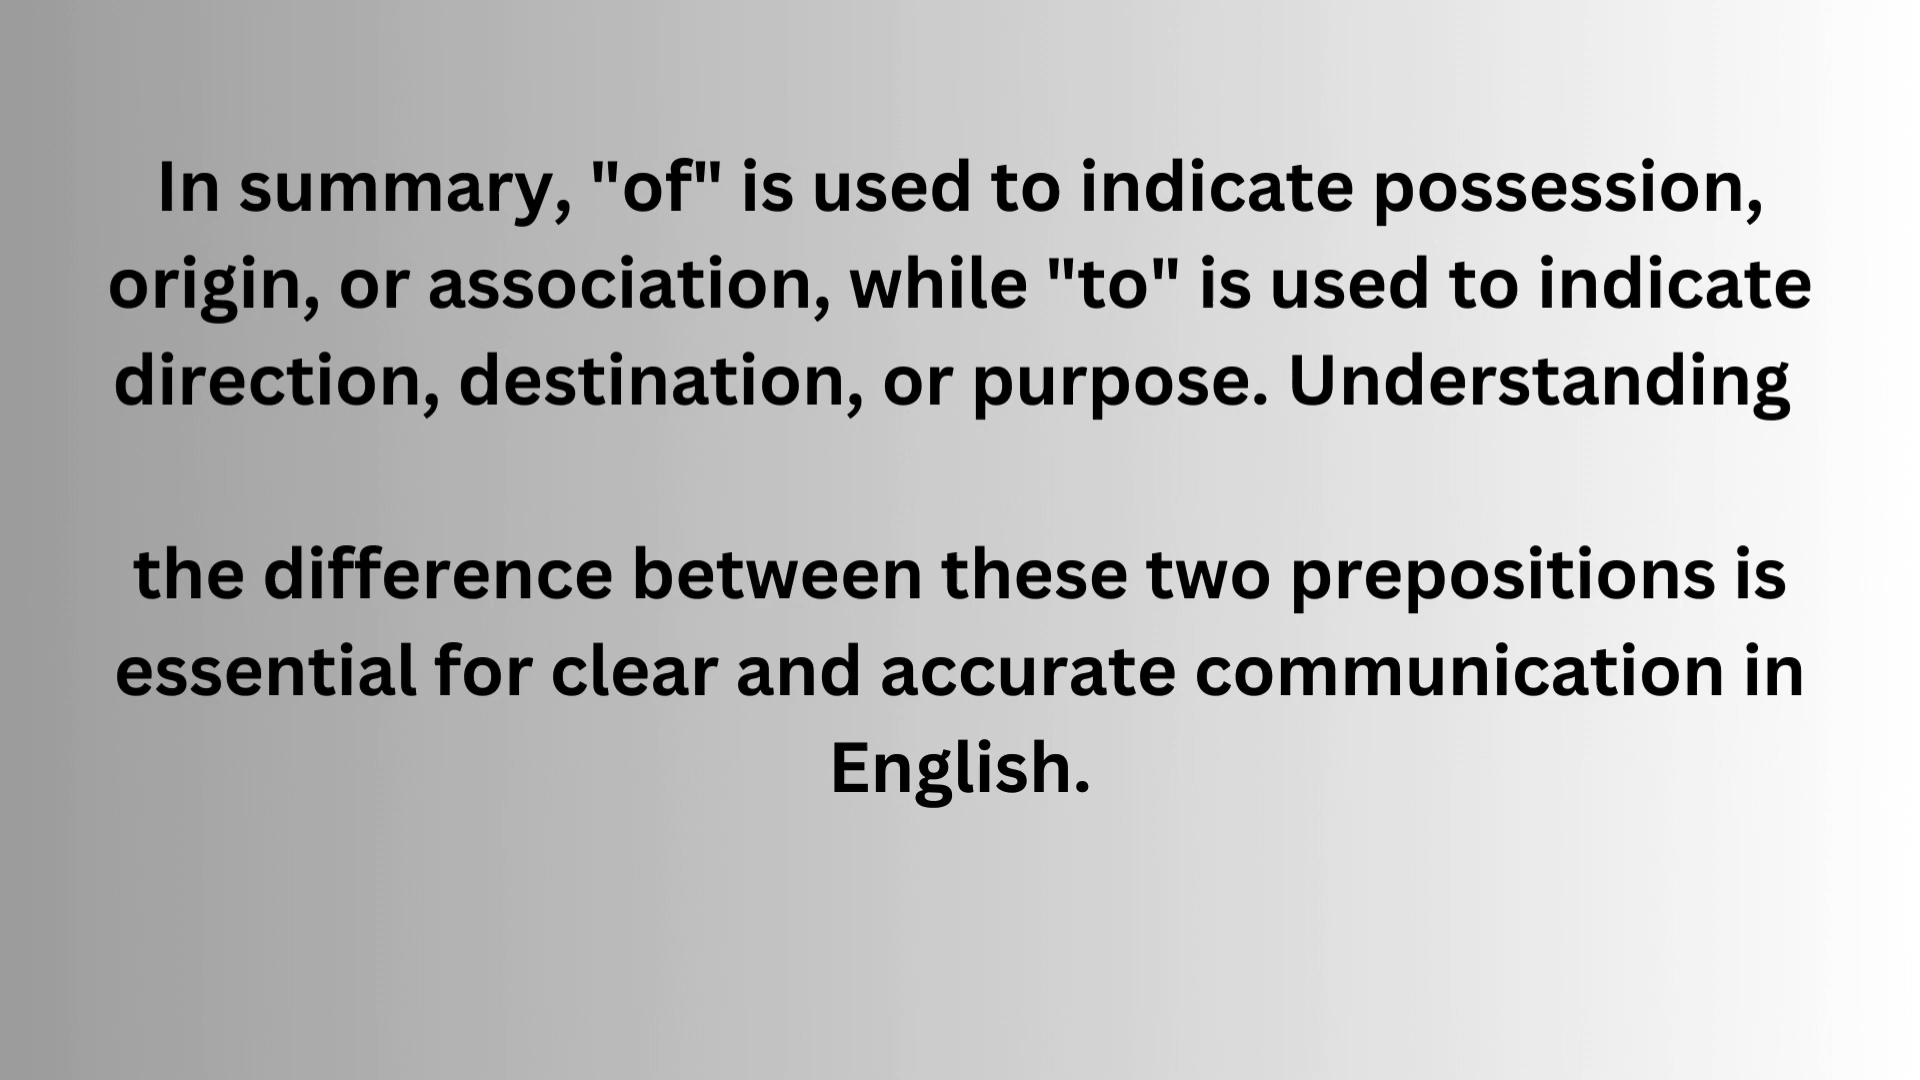 In summary, "of" is used to indicate possession,
origin, or association, while "to" is used to indicate
direction, destination, or purpose. Understanding
the difference between these two prepositions is
essential for clear and accurate communication in
English.